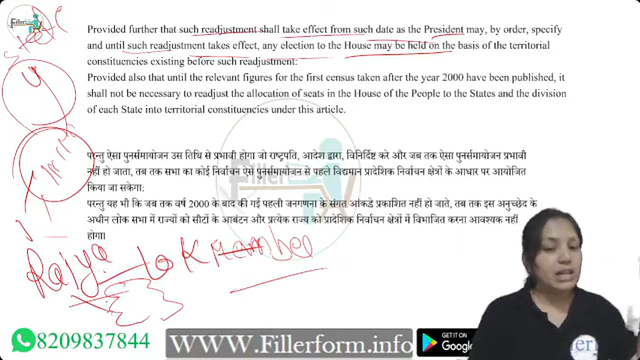 Provided further that such readjustment shall take effect from such date as the President may, by order, specify
and until such readjustment takes effect, any election to the House may be held on the basis of the territorial
constituencies existing before such readjustment:
Provided also that until the relevant figures for the first census taken after the year 2000 have been published, it
shall not be necessary to readjust the allocation of seats in the House of the People to the States and the division
of each State into territorial constituencies under this article.
परन्तु ऐसा पुनर्समायोजन उस तिथि से प्रभावी होगा जो राष्ट्रपति, आदेश द्वारा, विनिर्दिष्ट करे और जब तक ऐसा पुनर्समायोजन प्रभावी
नहीं हो जाता, तब तक सभा का कोई निर्वाचन ऐसे पुनर्समायोजन से पहले विद्यमान प्रादेशिक निर्वाचन क्षेत्रों के आधार पर आयोजित
किया जा सकेगा:
परन्तु यह भी कि जब तक वर्ष 2000 के बाद की गई पहली जनगणना के संगत आंकड़े प्रकाशित नहीं हो जाते, तब तक इस अनुच्छेद के
अधीन लोक सभा में राज्यों को सीटों के आबंटन और प्रत्येक राज्य को प्रादेशिक निर्वाचन क्षेत्रों में विभाजित करना आवश्यक नहीं
होगा।
Rajya
8209837844
WWW.Fillerform.info
GET IT ON
Google